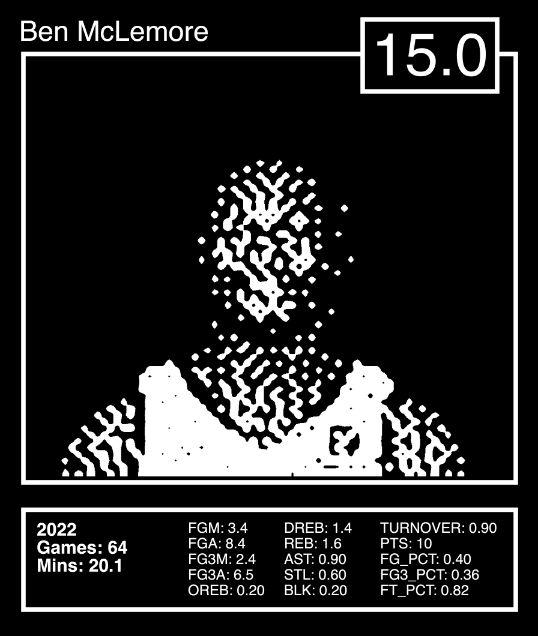 Ben McLemore
15.0
2022
Games: 64
Mins: 20.1
FGM: 3.4
FGA: 8.4
FG3M: 2.4
FG3A: 6.5
OREB: 0.20
DREB: 1.4
REB: 1.6
AST: 0.90
STL: 0.60
BLK: 0.20
TURNOVER: 0.90
PTS: 10
FG_PCT: 0.40
FG3_PCT: 0.36
FT_PCT: 0.82